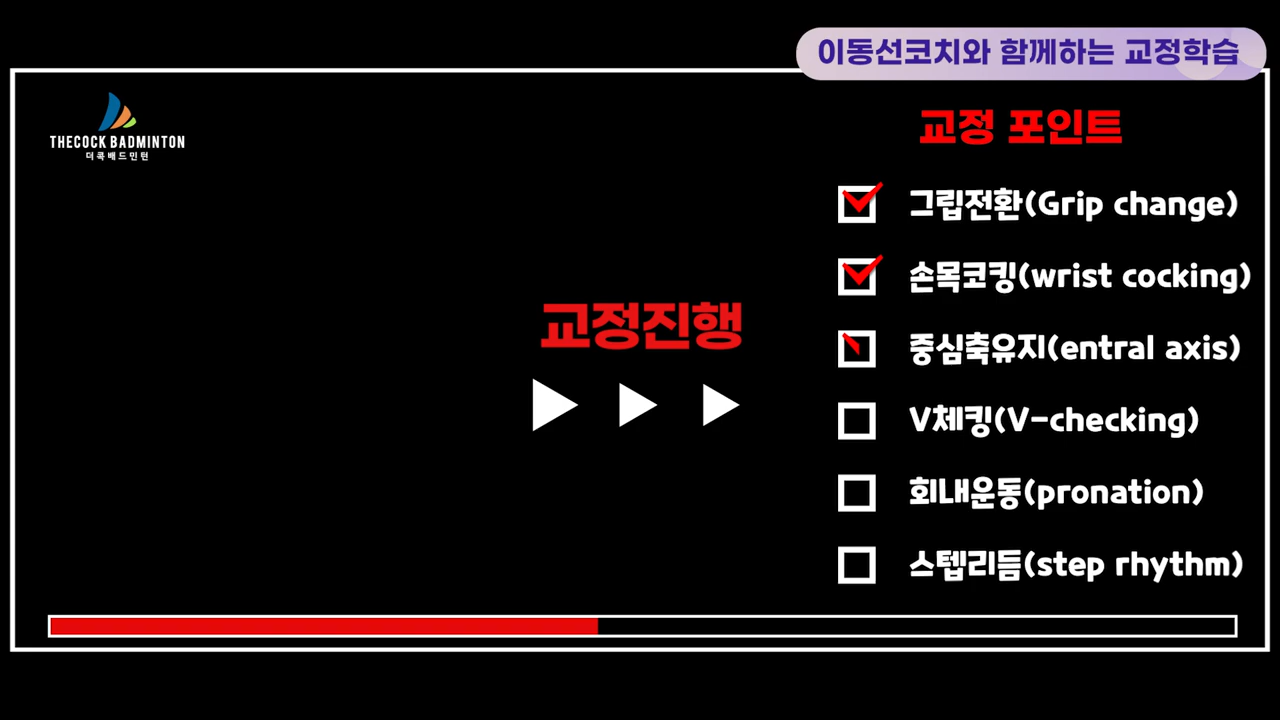 이동선코치와 함께하는 교정학습
THECOCK BADMINTON
더콕배드민턴
교정 포인트
그립전환(Grip change)
손목코킹(wrist cocking)
교정진행
중심축유지(entral axis)
V체킹(V-checking)
회내운동(pronation)
스텝리듬(step rhythm)